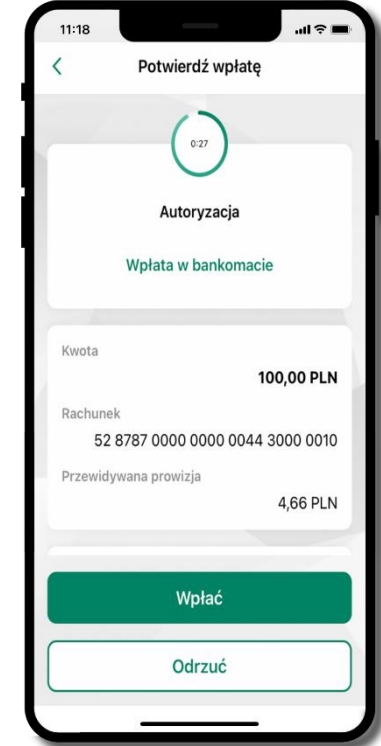 11:18
Potwierdź wpłatę
0:27
Autoryzacja
Wpłata w bankomacie
Kwota
100,00 PLN
Rachunek
52 8787 0000 0000 0044 3000 0010
Przewidywana prowizja
4,66 PLN
Wpłać
Odrzuć